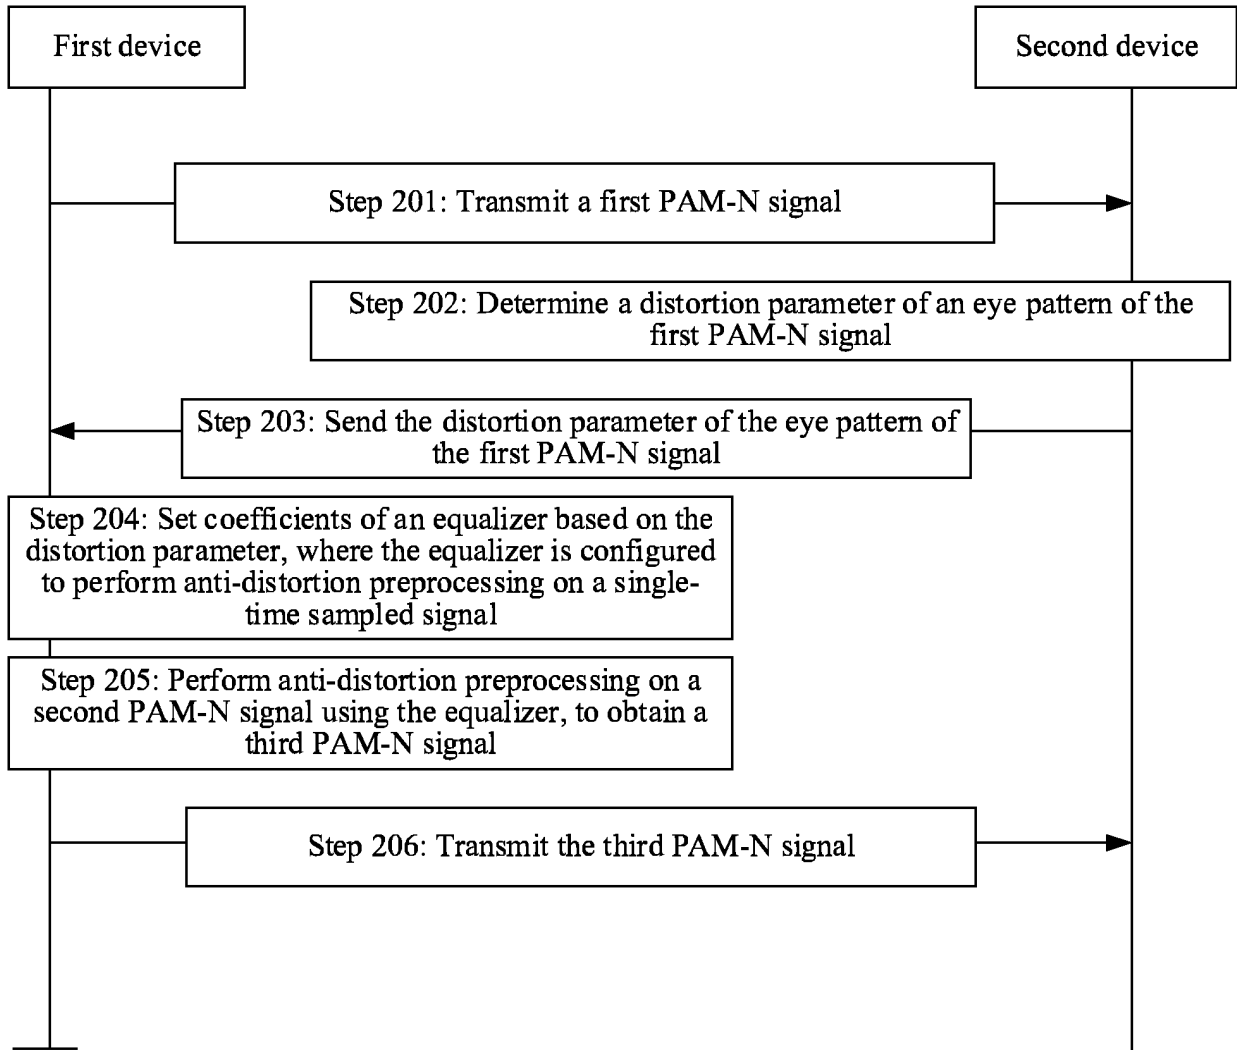 First device
Second device
Step 201: Transmit a first PAM-N signal
Step 202: Determine a distortion parameter of an eye pattern of the
first PAM-N signal
Step 203: Send the distortion parameter of the eye pattern of
the first PAM-N signal
Step 204: Set coefficients of an equalizer based on the
distortion parameter, where the equalizer is configured
to perform anti-distortion preprocessing on a single-
time sampled signal
Step 205: Perform anti-distortion preprocessing on a
second PAM-N signal using the equalizer, to obtain a
third PAM-N signal
Step 206: Transmit the third PAM-N signal